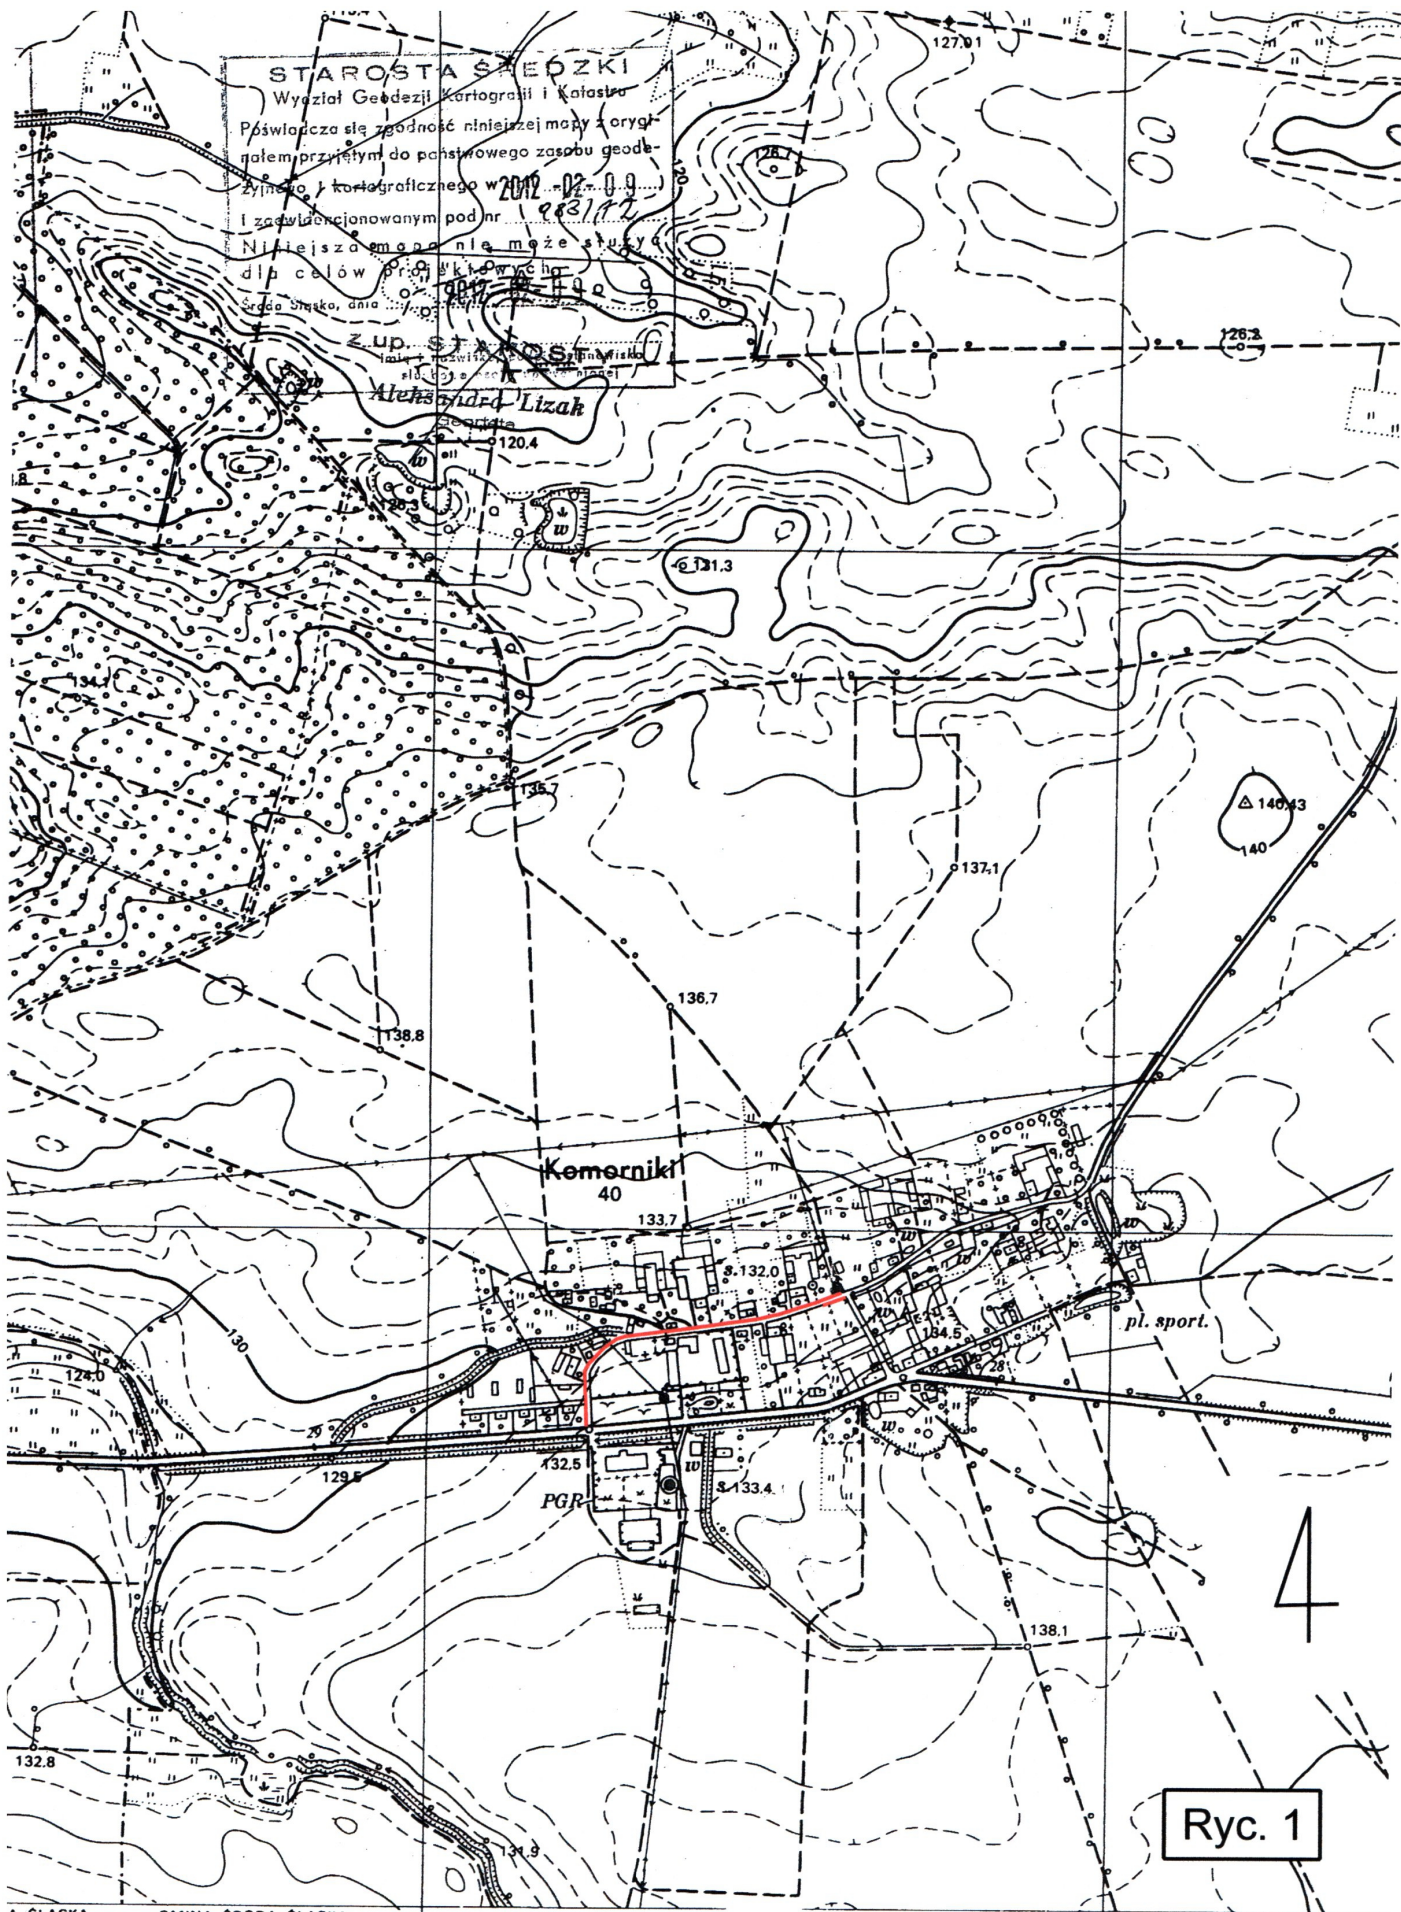 127.01
STAROSTA ŚREDZKI
Wydział Geodezji Kartografii i Katastru
Poświadcza się zgodność niniejszej mapy z orygi-
nałem przyjętym do państwowego zasobu geode-
zyjnego i kartograficznego w 2012 -02- 09
i zaewidencjonowanym pod nr 983/12
Niniejsza mapa nie może służyć
dla celów projektowych
Środa Śląska, dnia
z up. STAROSTY
Aleksandra Lizak
Geodeta
120
126.7
126.2
w
120.4
w
126.3
w
131.3
134.1
135.7
140.43
140
137.1
136.7
138.8
Komorniki
40
133.7
w
w
w
S-132.0
w
134.5
pl. sport.
130
124.0
28
29
129.5
132.5
w
w
PGR
S-133.4
4
138.1
132.8
131.9
Ryc. 1